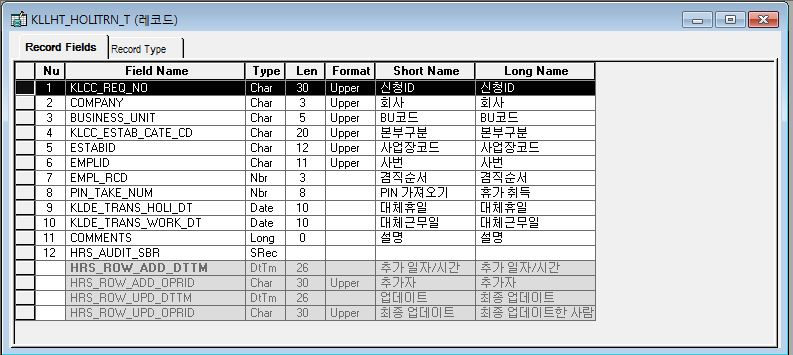 KLLHT_HOLITRN_T (레코드)
Record Fields Record Type
Nu Field Name Type Len Format Short Name Long Name
1 KLCC_REQ_NO Char 30 Upper 신청ID 신청ID
2 COMPANY Char 3 Upper 회사 회사
3 BUSINESS_UNIT Char 5 Upper BU코드 BU코드
4 KLCC_ESTAB_CATE_CD Char 20 Upper 본부구분 본부구분
5 ESTABID Char 12 Upper 사업장코드 사업장코드
6 EMPLID Char 11 Upper 사번 사번
7 EMPL_RCD Nbr 3 겸직순서 겸직순서
8 PIN_TAKE_NUM Nbr 8 PIN 가져오기 휴가 취득
9 KLDE_TRANS_HOLI_DT Date 10 대체휴일 대체휴일
10 KLDE_TRANS_WORK_DT Date 10 대체근무일 대체근무일
11 COMMENTS Long 0 설명 설명
12 HRS_AUDIT_SBR SRec
HRS_ROW_ADD_DTTM DtTm 26 추가 일자/시간 추가 일자/시간
HRS_ROW_ADD_OPRID Char 30 Upper 추가자 추가자
HRS_ROW_UPD_DTTM DtTm 26 업데이트 최종 업데이트
HRS_ROW_UPD_OPRID Char 30 Upper 최종 업데이트 최종 업데이트한 사람